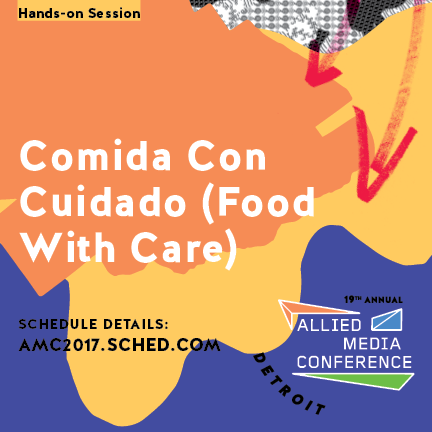 Hands-on Session
Comida Con
Cuidado (Food
With Care)
SCHEDULE DETAILS:
AMC2017.SCHED.COM
19TH ANNUAL
ALLIED
MEDIA
CONFERENCE
DETROIT